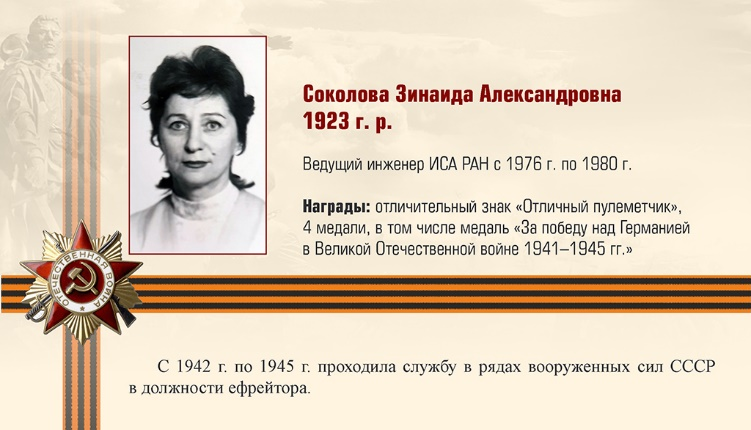 Соколова Зинаида Александровна
1923 г. р.
Ведущий инженер ИСА РАН с 1976 г. по 1980 г.
Награды: отличительный знак «Отличный пулеметчик»,
4 медали, в том числе медаль «За победу над Германией
в Великой Отечественной войне 1941–1945 гг.»
ОТЕЧЕСТВЕННАЯ ВОЙНА
С 1942 г. по 1945 г. проходила службу в рядах вооруженных сил СССР
в должности ефрейтора.